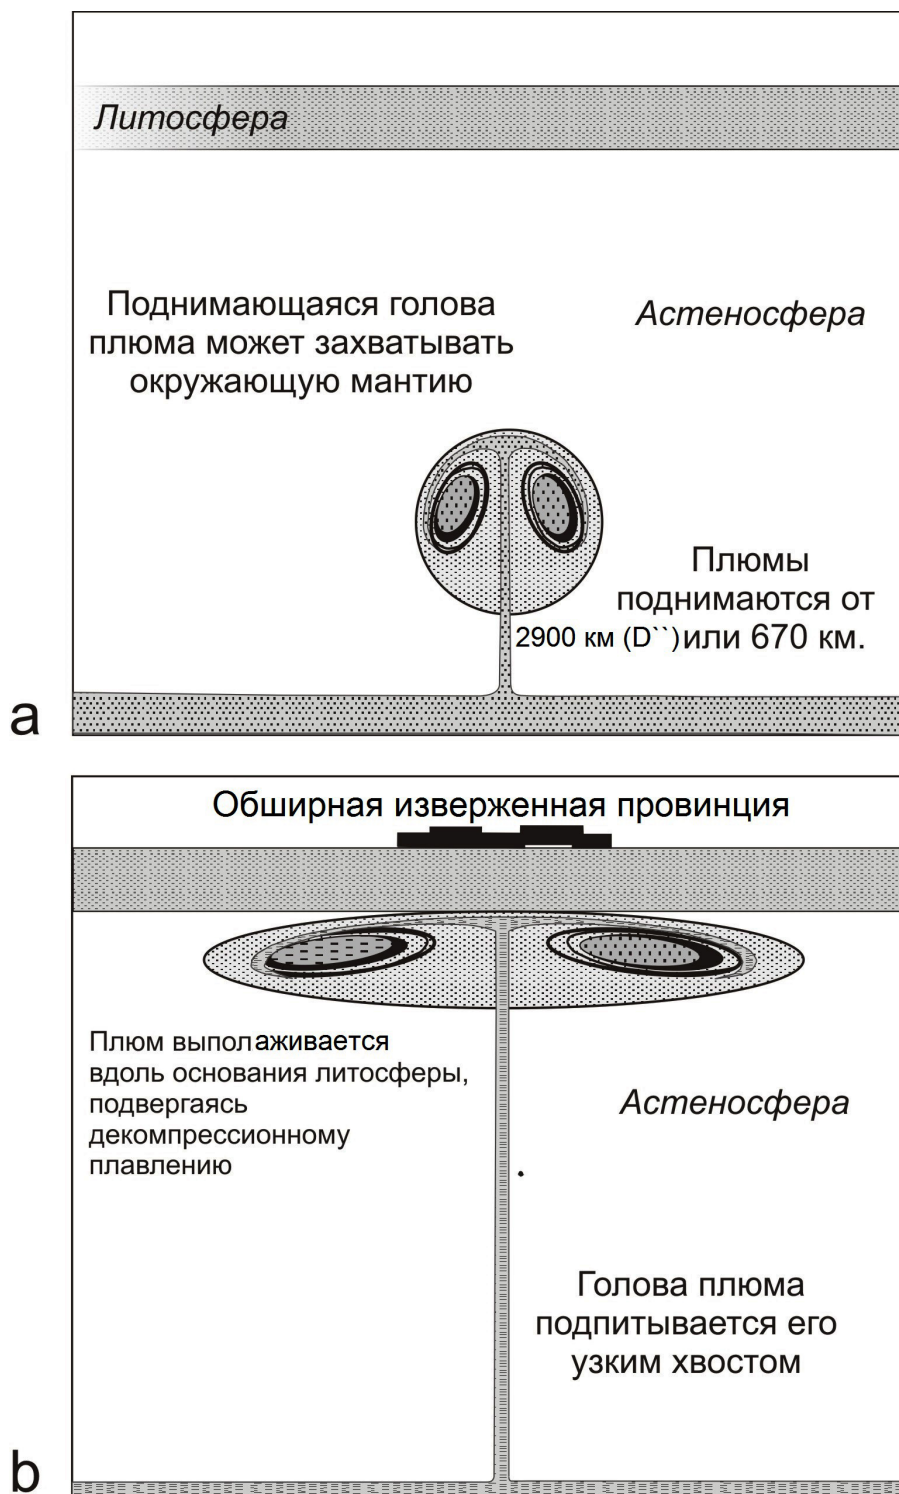 Литосфера
Поднимающаяся голова
плюма может захватывать
окружающую мантию
Астеносфера
Плюмы
поднимаются от
2900 км (D``) или 670 км.
a
Обширная изверженная провинция
Плюм выполаживается
вдоль основания литосферы,
подвергаясь
декомпрессионному
плавлению
Астеносфера
Голова плюма
подпитывается его
узким хвостом
b